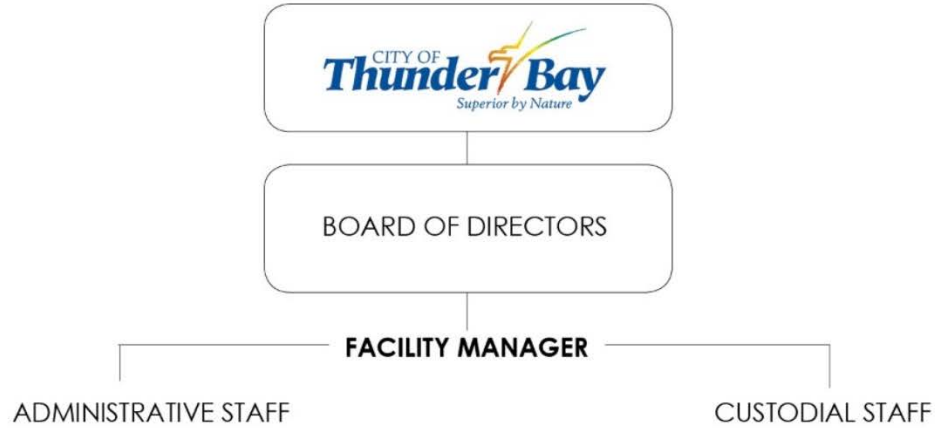 CITY OF
Thunder Bay
Superior by Nature
BOARD OF DIRECTORS
FACILITY MANAGER
ADMINISTRATIVE STAFF
CUSTODIAL STAFF